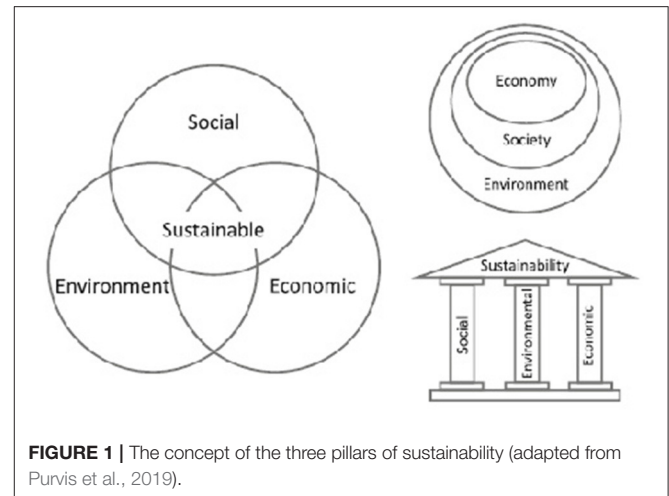 Social
Sustainable
Environment
Economic
Economy
Society
Environment
Sustainability
Social
Environmental
Economic
FIGURE 1 | The concept of the three pillars of sustainability (adapted from
Purvis et al., 2019).